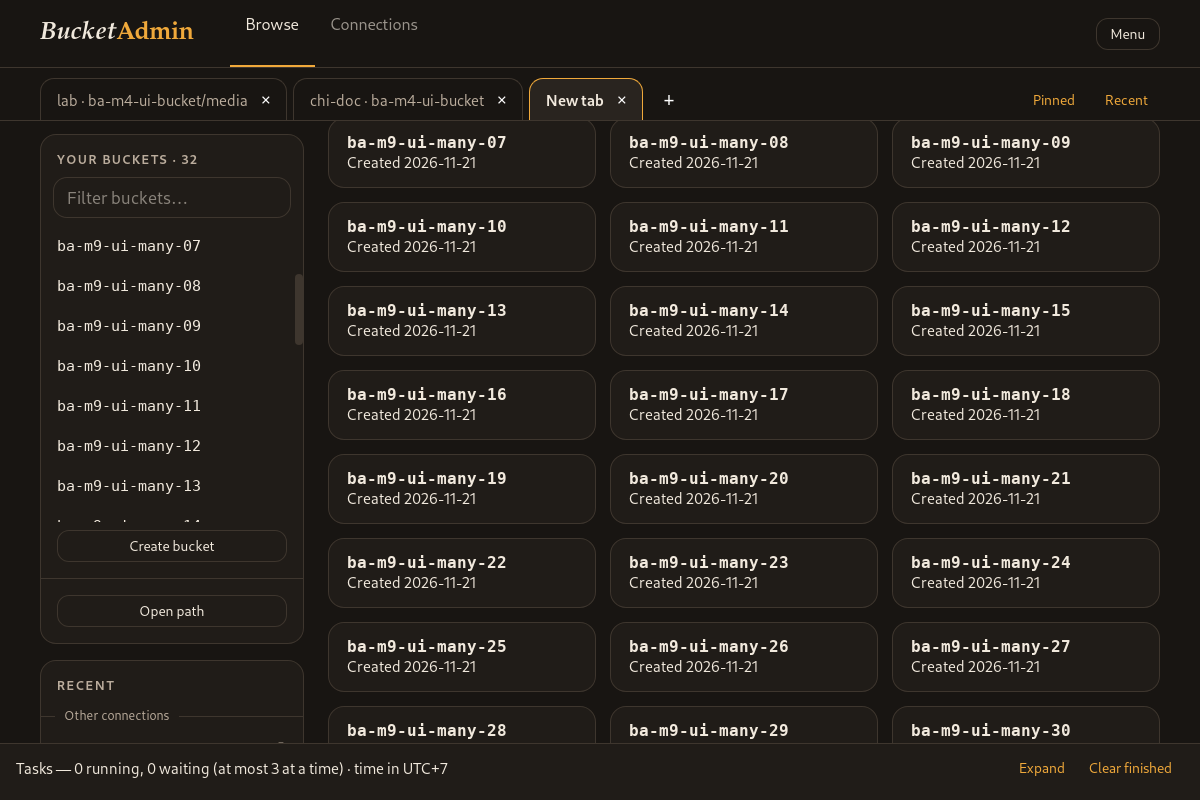 BucketAdmin
Browse
Connections
Menu
lab · ba-m4-ui-bucket/media ×
chi-doc · ba-m4-ui-bucket ×
New tab ×
+
Pinned
Recent
YOUR BUCKETS · 32
Filter buckets...
ba-m9-ui-many-07
ba-m9-ui-many-08
ba-m9-ui-many-09
ba-m9-ui-many-10
ba-m9-ui-many-11
ba-m9-ui-many-12
ba-m9-ui-many-13
Create bucket
Open path
RECENT
Other connections
ba-m9-ui-many-07
Created 2026-11-21
ba-m9-ui-many-08
Created 2026-11-21
ba-m9-ui-many-09
Created 2026-11-21
ba-m9-ui-many-10
Created 2026-11-21
ba-m9-ui-many-11
Created 2026-11-21
ba-m9-ui-many-12
Created 2026-11-21
ba-m9-ui-many-13
Created 2026-11-21
ba-m9-ui-many-14
Created 2026-11-21
ba-m9-ui-many-15
Created 2026-11-21
ba-m9-ui-many-16
Created 2026-11-21
ba-m9-ui-many-17
Created 2026-11-21
ba-m9-ui-many-18
Created 2026-11-21
ba-m9-ui-many-19
Created 2026-11-21
ba-m9-ui-many-20
Created 2026-11-21
ba-m9-ui-many-21
Created 2026-11-21
ba-m9-ui-many-22
Created 2026-11-21
ba-m9-ui-many-23
Created 2026-11-21
ba-m9-ui-many-24
Created 2026-11-21
ba-m9-ui-many-25
Created 2026-11-21
ba-m9-ui-many-26
Created 2026-11-21
ba-m9-ui-many-27
Created 2026-11-21
ba-m9-ui-many-28
ba-m9-ui-many-29
ba-m9-ui-many-30
Tasks — 0 running, 0 waiting (at most 3 at a time) · time in UTC+7
Expand
Clear finished